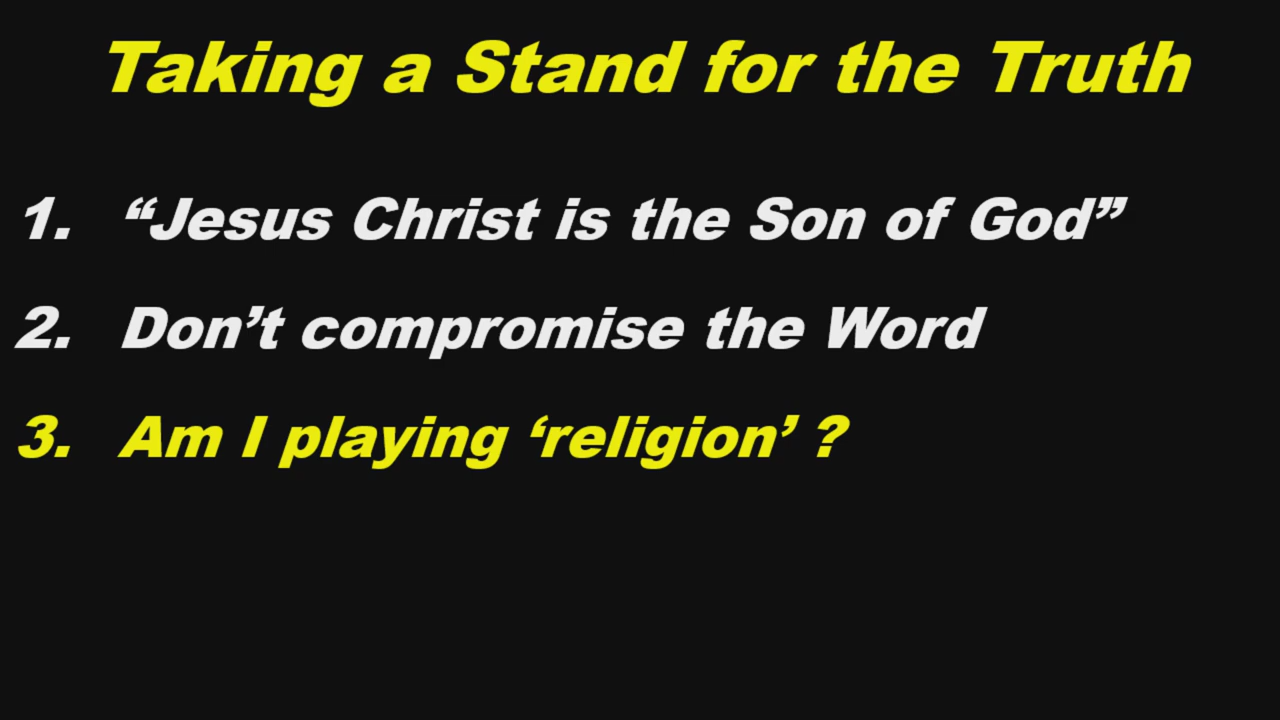 Taking a Stand for the Truth
1. “Jesus Christ is the Son of God”
2. Don’t compromise the Word
3. Am I playing ‘religion’ ?